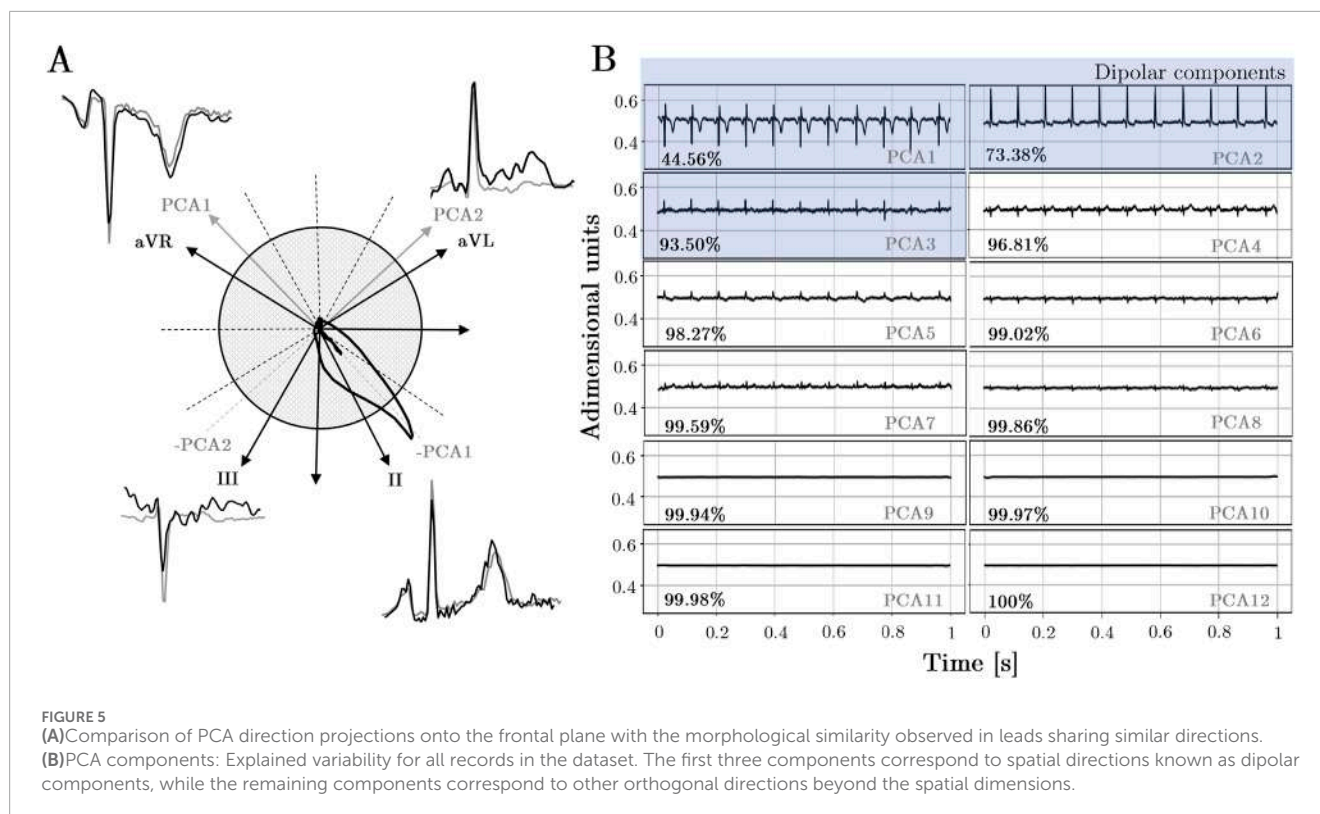 A
PCA1
aVR
PCA2
aVL
-PCA2
III
II
-PCA1
B
Dipolar components
Adimensional units
0.6
0.4
44.56%
PCA1
73.38%
PCA2
0.6
0.4
93.50%
PCA3
96.81%
PCA4
0.6
0.4
98.27%
PCA5
99.02%
PCA6
0.6
0.4
99.59%
PCA7
99.86%
PCA8
0.6
0.4
99.94%
PCA9
99.97%
PCA10
0.6
0.4
99.98%
PCA11
100%
PCA12
0 0.2 0.4 0.6 0.8 1 0 0.2 0.4 0.6 0.8 1
Time [s]
FIGURE 5
(A)Comparison of PCA direction projections onto the frontal plane with the morphological similarity observed in leads sharing similar directions.
(B)PCA components: Explained variability for all records in the dataset. The first three components correspond to spatial directions known as dipolar
components, while the remaining components correspond to other orthogonal directions beyond the spatial dimensions.